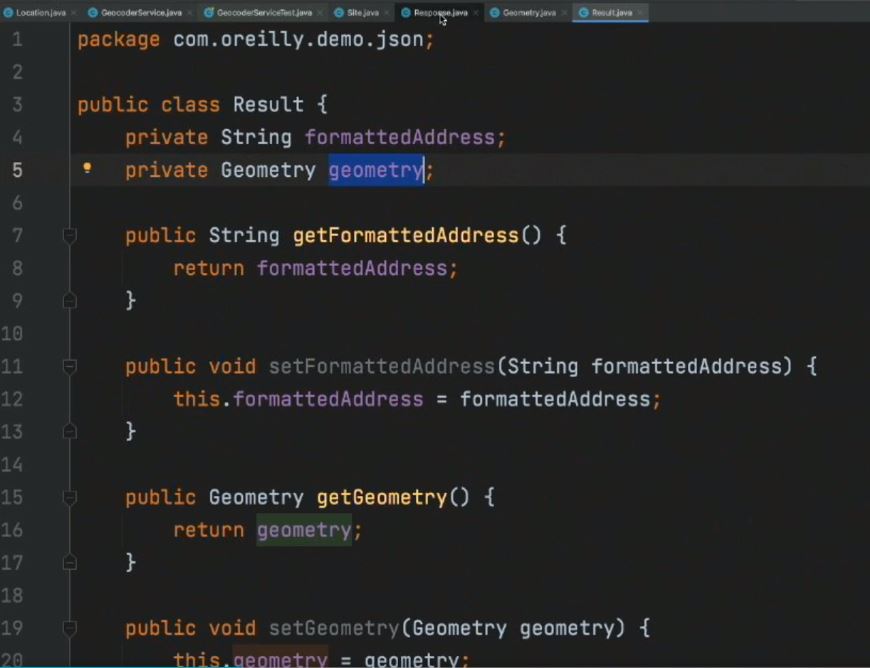 Location.java GeocoderService.java GeocoderServiceTest.java Site.java Response.java Geometry.java Result.java
1 package com.oreilly.demo.json;
2
3 public class Result {
4 private String formattedAddress;
5 private Geometry geometry;
6
7 public String getFormattedAddress() {
8 return formattedAddress;
9 }
10
11 public void setFormattedAddress(String formattedAddress) {
12 this.formattedAddress = formattedAddress;
13 }
14
15 public Geometry getGeometry() {
16 return geometry;
17 }
18
19 public void setGeometry(Geometry geometry) {
20 this.geometry = geometry;